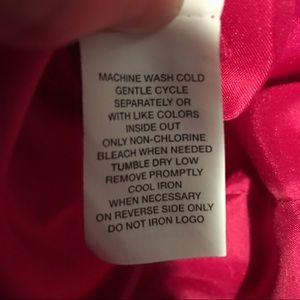 MACHINE WASH COLD
GENTLE CYCLE
SEPARATELY OR
WITH LIKE COLORS
INSIDE OUT
ONLY NON-CHLORINE
BLEACH WHEN NEEDED
TUMBLE DRY LOW
REMOVE PROMPTLY
COOL IRON
WHEN NECESSARY
ON REVERSE SIDE ONLY
DO NOT IRON LOGO